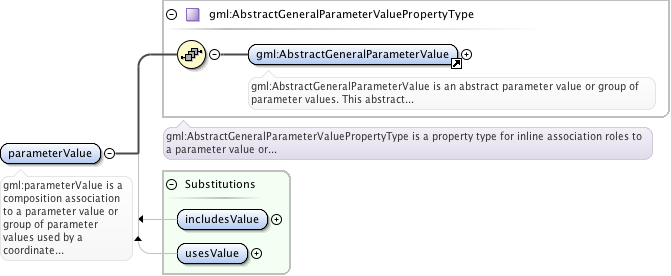 gml:AbstractGeneralParameterValuePropertyType
gml:AbstractGeneralParameterValue
gml:AbstractGeneralParameterValue is an abstract parameter value or group of
parameter values. This abstract...
gml:AbstractGeneralParameterValuePropertyType is a property type for inline association roles to
a parameter value or...
parameterValue
gml:parameterValue is a
composition association
to a parameter value or
group of parameter
values used by a
coordinate...
Substitutions
includesValue
usesValue